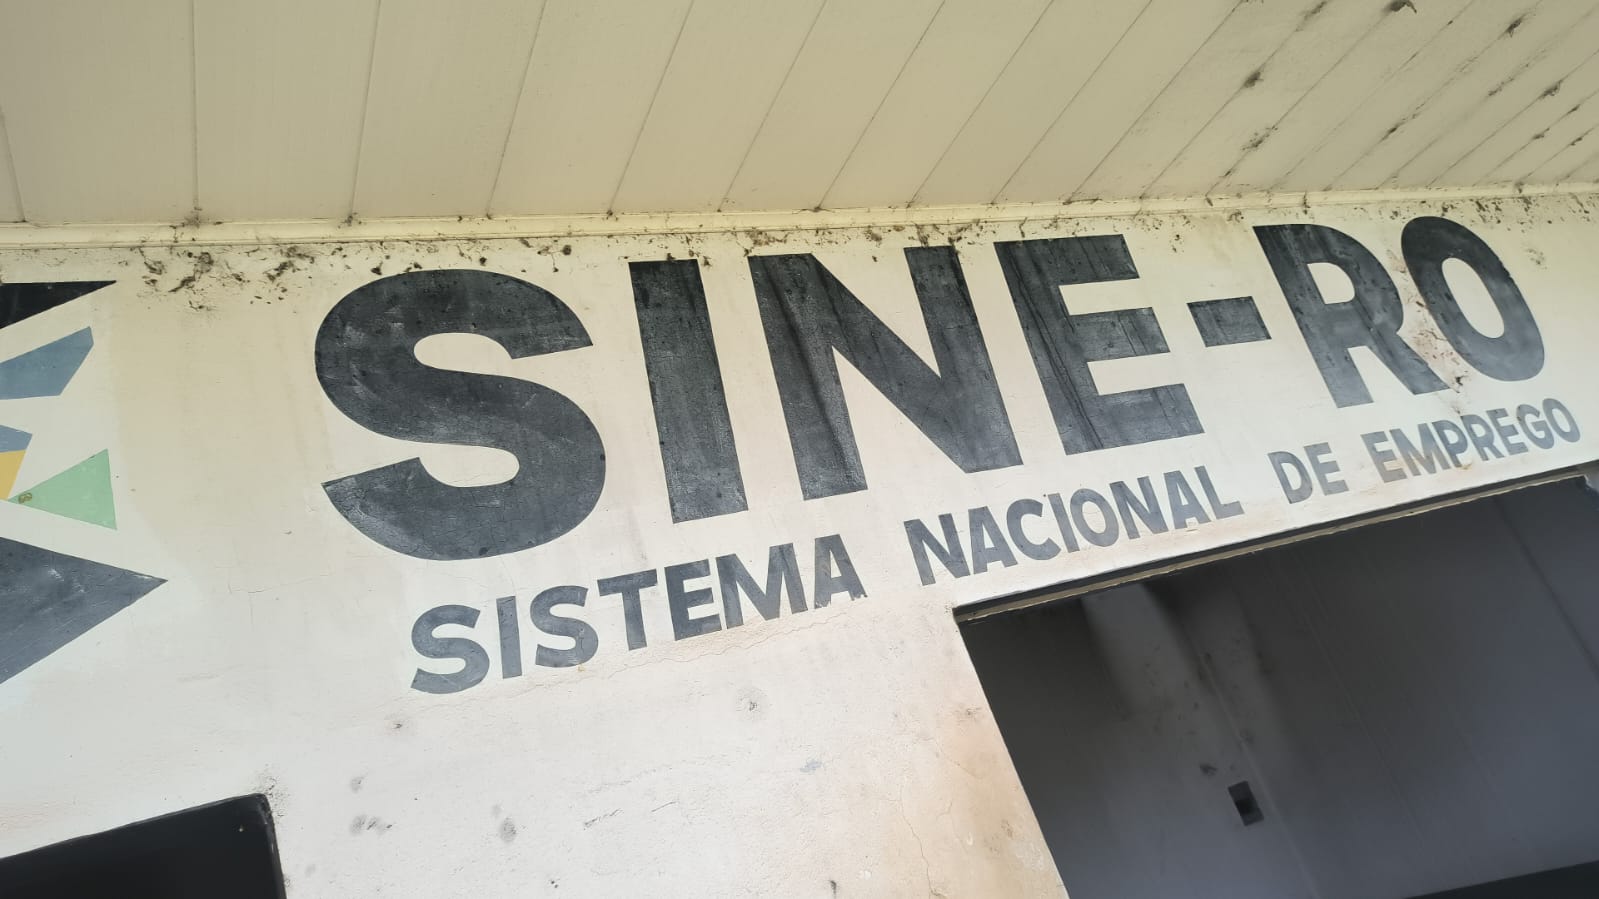 SINE-RO
SISTEMA NACIONAL DE EMPREGO